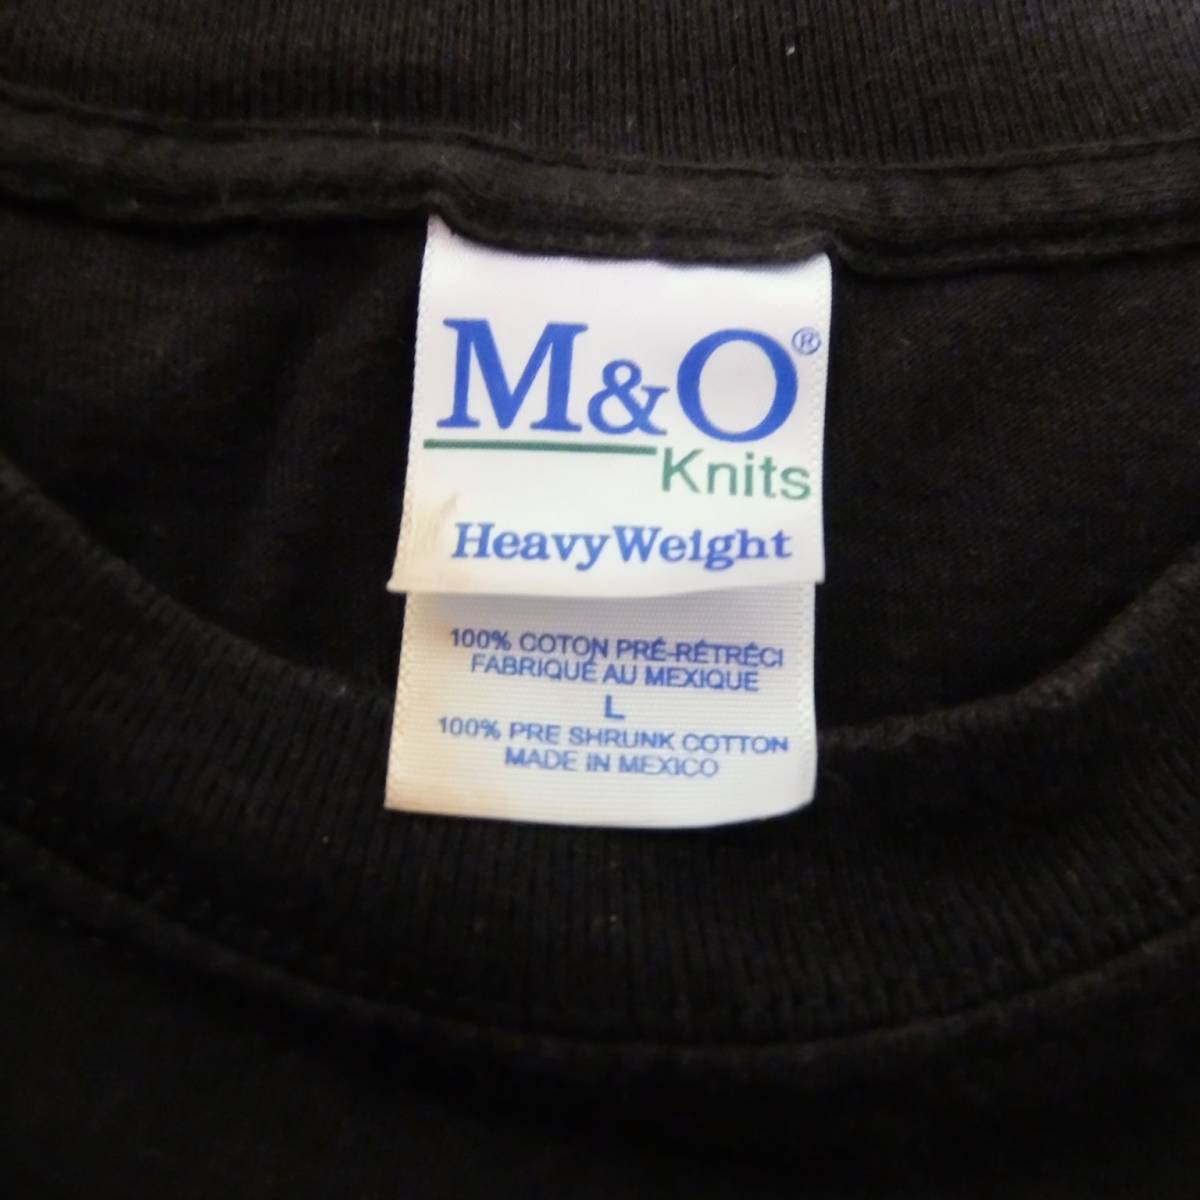 M&O®
Knits
HeavyWeight
100% COTON PRÉ-RÉTRÉCI
FABRIQUÉ AU MEXIQUE
L
100% PRE SHRUNK COTTON
MADE IN MEXICO